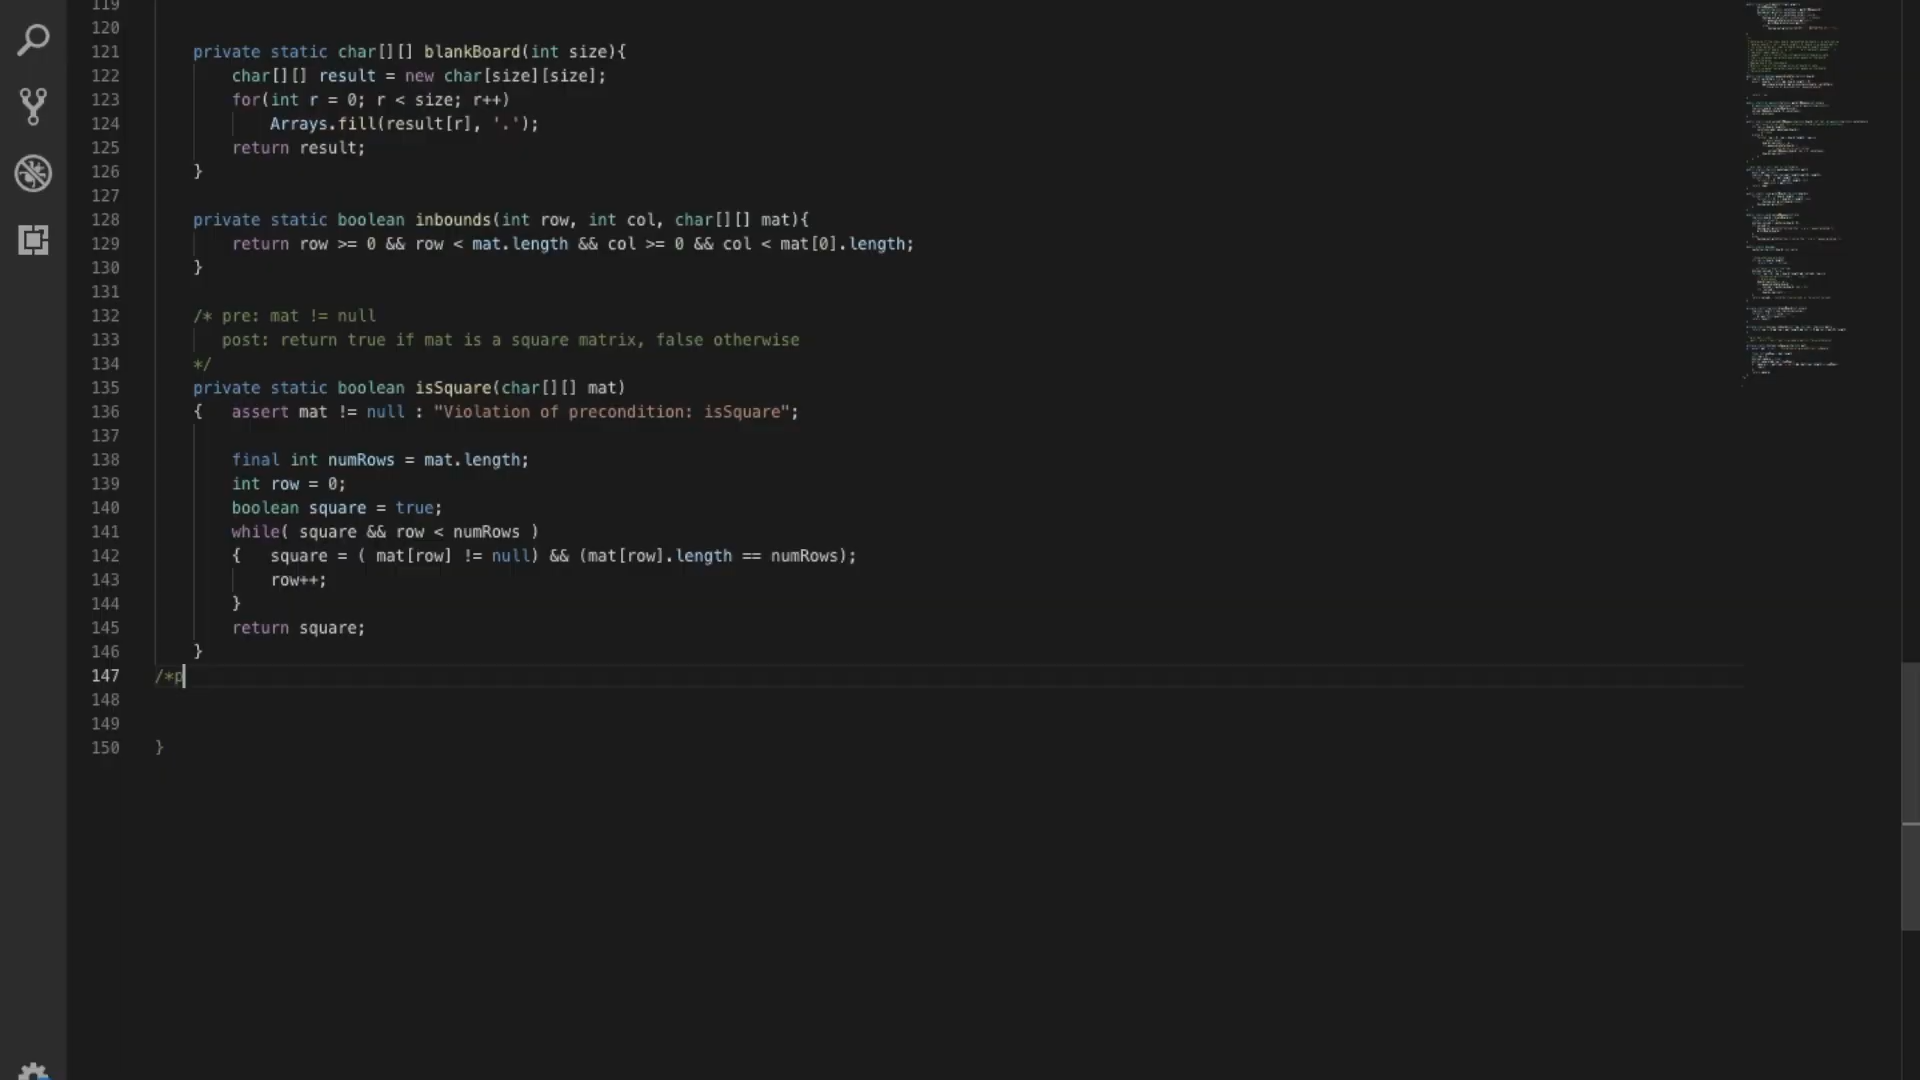 119
120
121 private static char[][] blankBoard(int size){
122 char[][] result = new char[size][size];
123 for(int r = 0; r < size; r++)
124 Arrays.fill(result[r], '.');
125 return result;
126 }
127
128 private static boolean inbounds(int row, int col, char[][] mat){
129 return row >= 0 && row < mat.length && col >= 0 && col < mat[0].length;
130 }
131
132 /* pre: mat != null
133 post: return true if mat is a square matrix, false otherwise
134 */
135 private static boolean isSquare(char[][] mat)
136 { assert mat != null : "Violation of precondition: isSquare";
137
138 final int numRows = mat.length;
139 int row = 0;
140 boolean square = true;
141 while( square && row < numRows )
142 { square = ( mat[row] != null) && (mat[row].length == numRows);
143 row++;
144 }
145 return square;
146 }
147 /*p
148
149
150 }